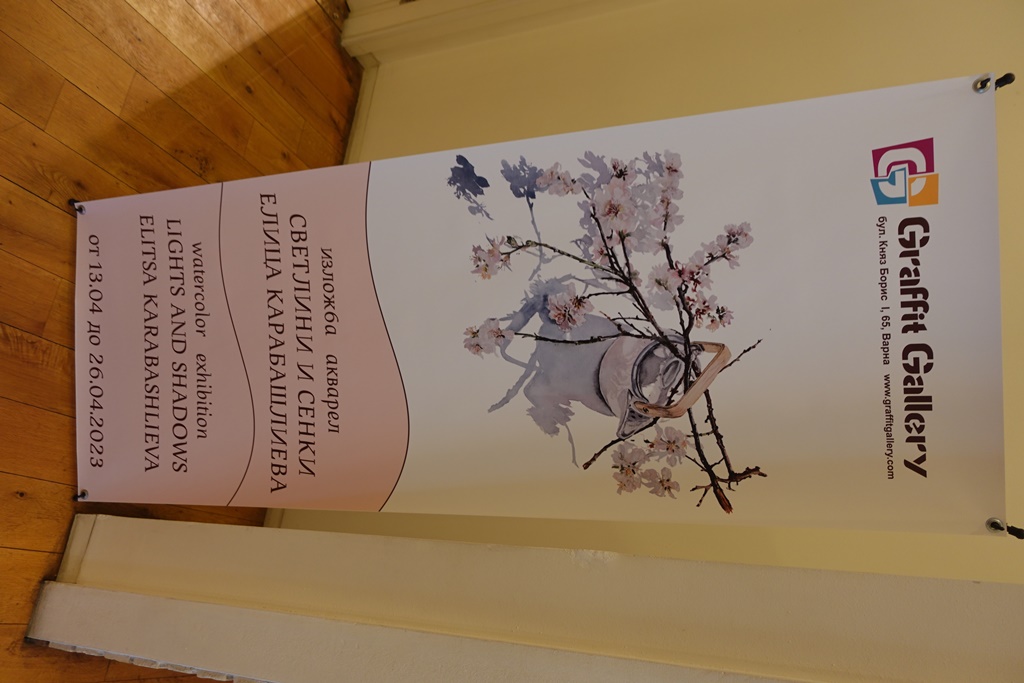 Graffit Gallery
бул. Княз Борис I, 65, Варна www.graffitgallery.com
изложба акварел
СВЕТЛИНИ И СЕНКИ
ЕЛИЦА КАРАБАШЛИЕВА
watercolor exhibition
LIGHTS AND SHADOWS
ELITSA KARABASHLIEVA
от 13.04 до 26.04.2023